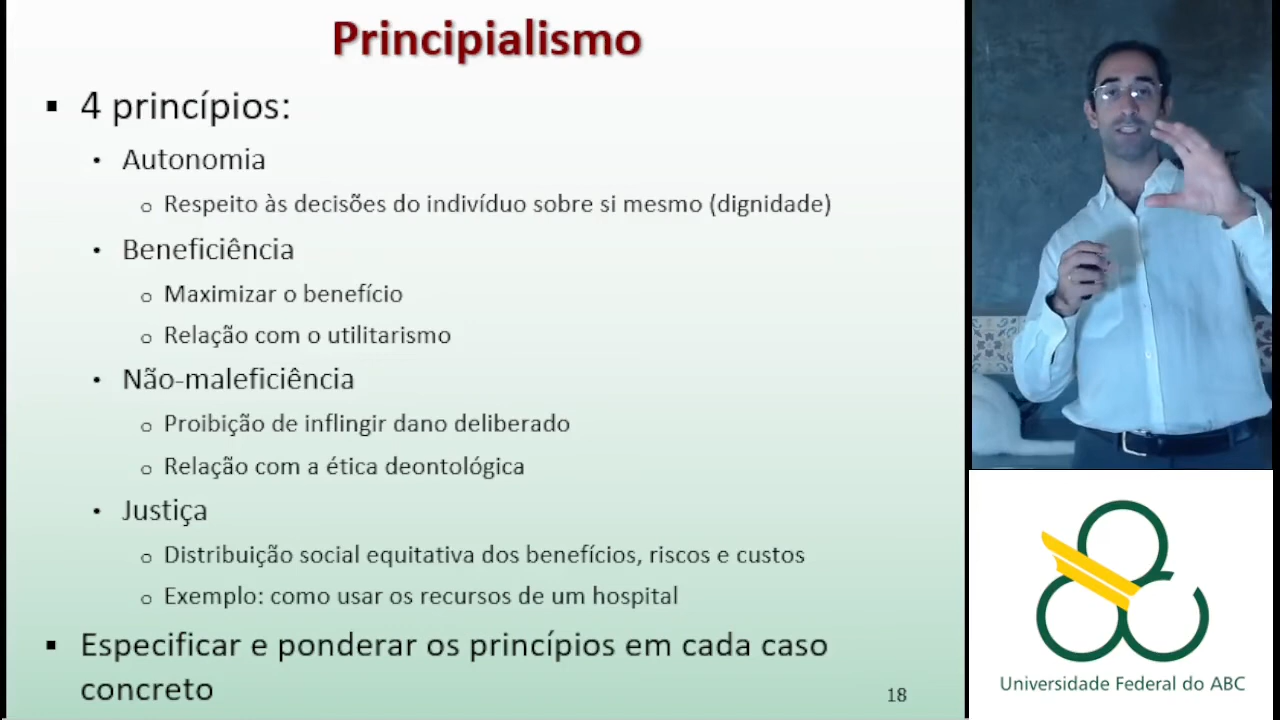 Principialismo
▪ 4 princípios:
• Autonomia
o Respeito às decisões do indivíduo sobre si mesmo (dignidade)
• Beneficiência
o Maximizar o benefício
o Relação com o utilitarismo
• Não-maleficiência
o Proibição de inflingir dano deliberado
o Relação com a ética deontológica
• Justiça
o Distribuição social equitativa dos benefícios, riscos e custos
o Exemplo: como usar os recursos de um hospital
▪ Especificar e ponderar os princípios em cada caso
concreto
18
Universidade Federal do ABC